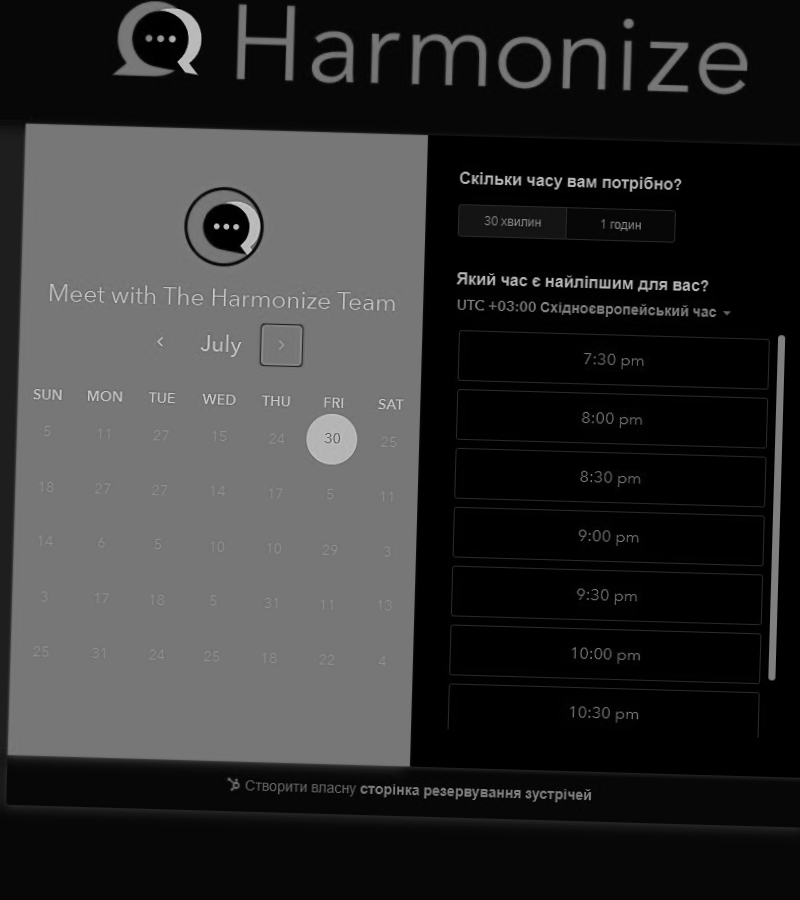 Harmonize
Meet with The Harmonize Team
July
SUN MON TUE WED THU FRI SAT
5 11 27 15 24 30 25
18 27 27 14 17 5 11
14 6 5 10 10 29 3
3 17 18 5 31 11 13
25 31 24 25 18 22 4
Скільки часу вам потрібно?
30 хвилин 1 годин
Який час є найліпшим для вас?
UTC +03:00 Східноєвропейський час
7:30 pm
8:00 pm
8:30 pm
9:00 pm
9:30 pm
10:00 pm
10:30 pm
Створити власну сторінка резервування зустрічей